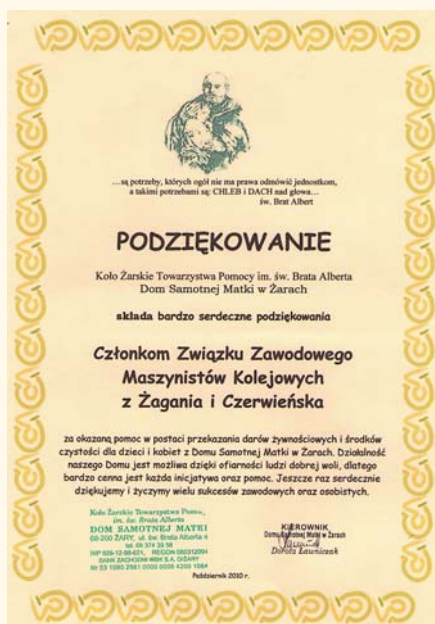 …są potrzeby, których ogół nie ma prawa odmówić jednostkom,
a takimi potrzebami są: CHLEB i DACH nad głowa…
św. Brat Albert
PODZIĘKOWANIE
Koło Żarskie Towarzystwa Pomocy im. św. Brata Alberta
Dom Samotnej Matki w Żarach
składa bardzo serdeczne podziękowania
Członkom Związku Zawodowego
Maszynistów Kolejowych
z Żagania i Czerwieńska
za okazaną pomoc w postaci przekazania darów żywnościowych i środków
czystości dla dzieci i kobiet z Domu Samotnej Matki w Żarach. Działalność
naszego Domu jest możliwa dzięki ofiarności ludzi dobrej woli, dlatego
bardzo cenna jest każda inicjatywa oraz pomoc. Jeszcze raz serdecznie
dziękujemy i życzymy wielu sukcesów zawodowych oraz osobistych.
Koło Żarskie Towarzystwa
im. św. Brata Alberta
DOM SAMOTNEJ MATKI
68-200 ŻARY, ul. św. Brata Alberta
KIEROWNIK
Domu Samotnej Matki w Żarach
Dorota Ławniczak
Październik 2010 r.